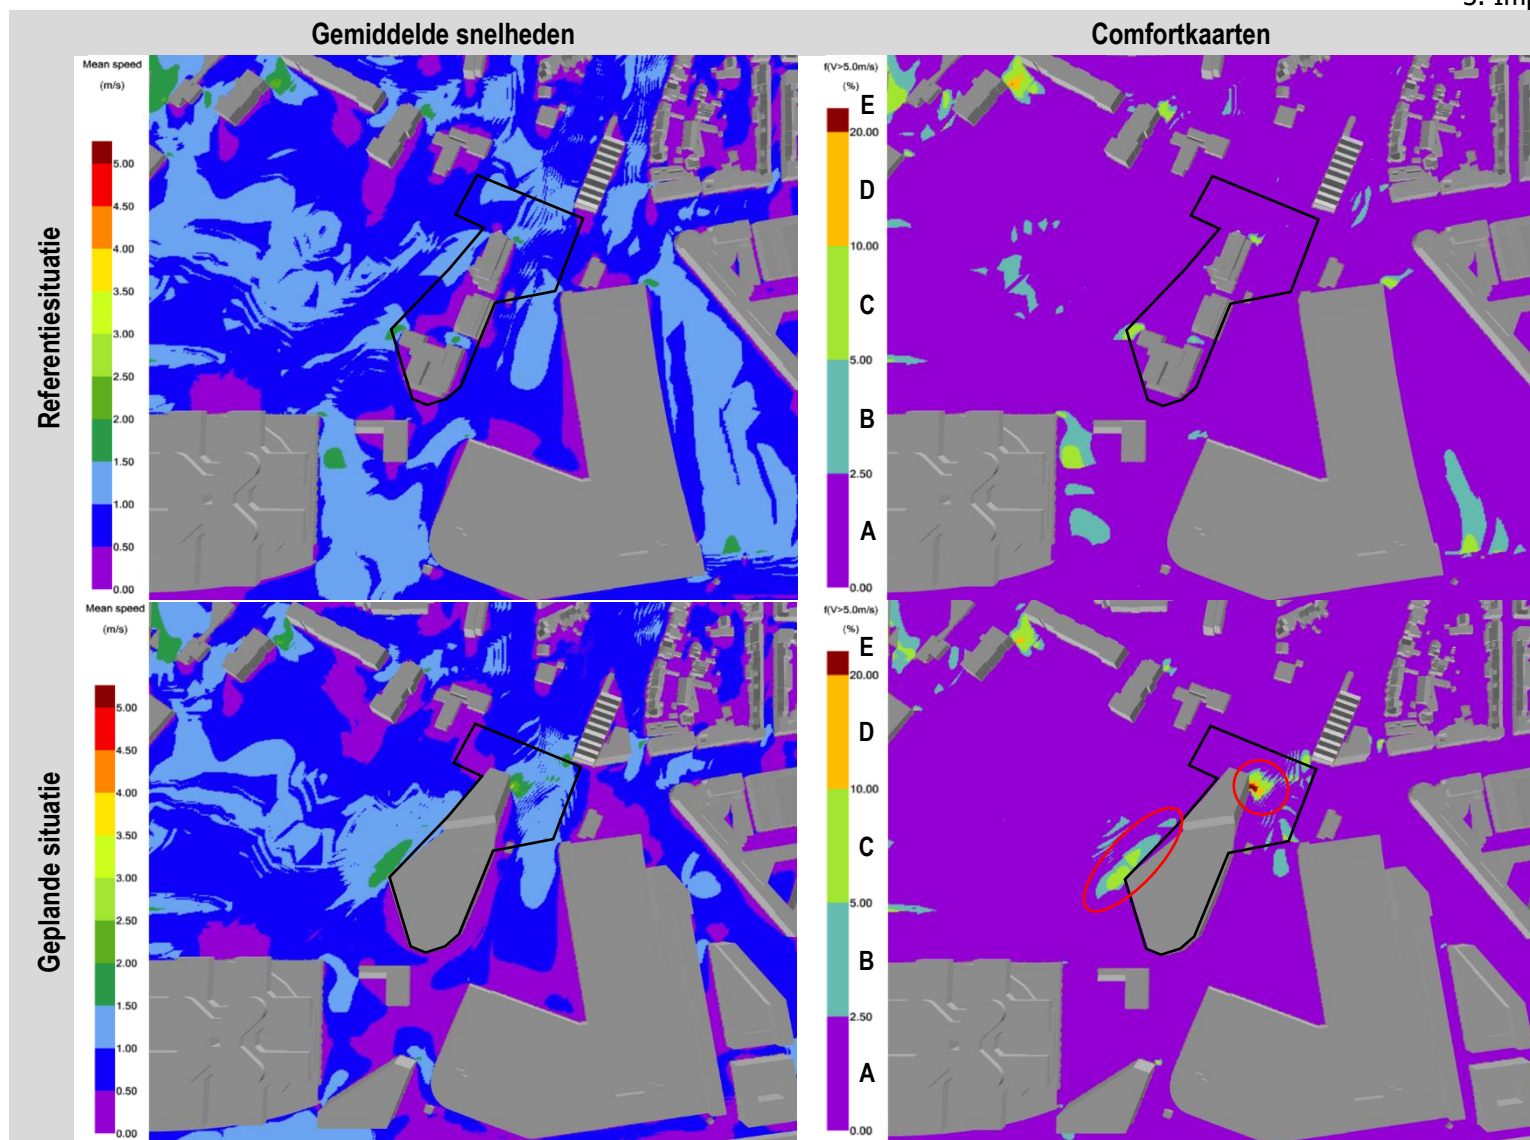 Gemiddelde snelheden
Comfortkaarten
Referentiesituatie
Mean speed
(m/s)
5.00
4.50
4.00
3.50
3.00
2.50
2.00
1.50
1.00
0.50
0.00
f(V>5.0m/s)
(%)
E
20.00
D
10.00
C
5.00
B
2.50
A
0.00
Geplande situatie
Mean speed
(m/s)
5.00
4.50
4.00
3.50
3.00
2.50
2.00
1.50
1.00
0.50
0.00
f(V>5.0m/s)
(%)
E
20.00
D
10.00
C
5.00
B
2.50
A
0.00